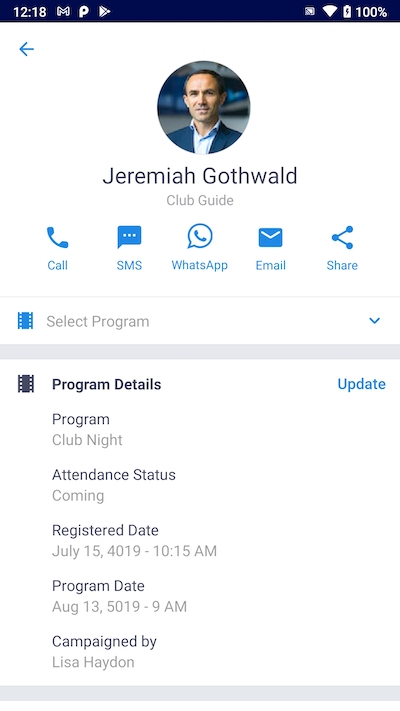 12:18
100%
Jeremiah Gothwald
Club Guide
Call SMS WhatsApp Email Share
Select Program
Program Details Update
Program
Club Night
Attendance Status
Coming
Registered Date
July 15, 4019 - 10:15 AM
Program Date
Aug 13, 5019 - 9 AM
Campaigned by
Lisa Haydon